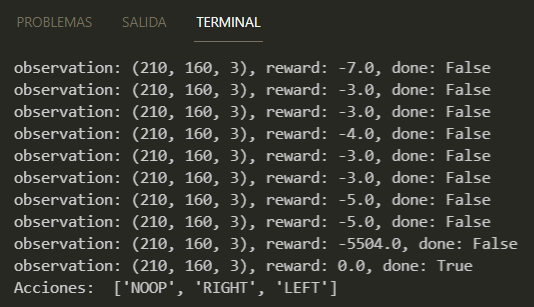 PROBLEMAS SALIDA TERMINAL
observation: (210, 160, 3), reward: -7.0, done: False
observation: (210, 160, 3), reward: -3.0, done: False
observation: (210, 160, 3), reward: -3.0, done: False
observation: (210, 160, 3), reward: -4.0, done: False
observation: (210, 160, 3), reward: -3.0, done: False
observation: (210, 160, 3), reward: -3.0, done: False
observation: (210, 160, 3), reward: -5.0, done: False
observation: (210, 160, 3), reward: -5.0, done: False
observation: (210, 160, 3), reward: -5504.0, done: False
observation: (210, 160, 3), reward: 0.0, done: True
Acciones:  ['NOOP', 'RIGHT', 'LEFT']